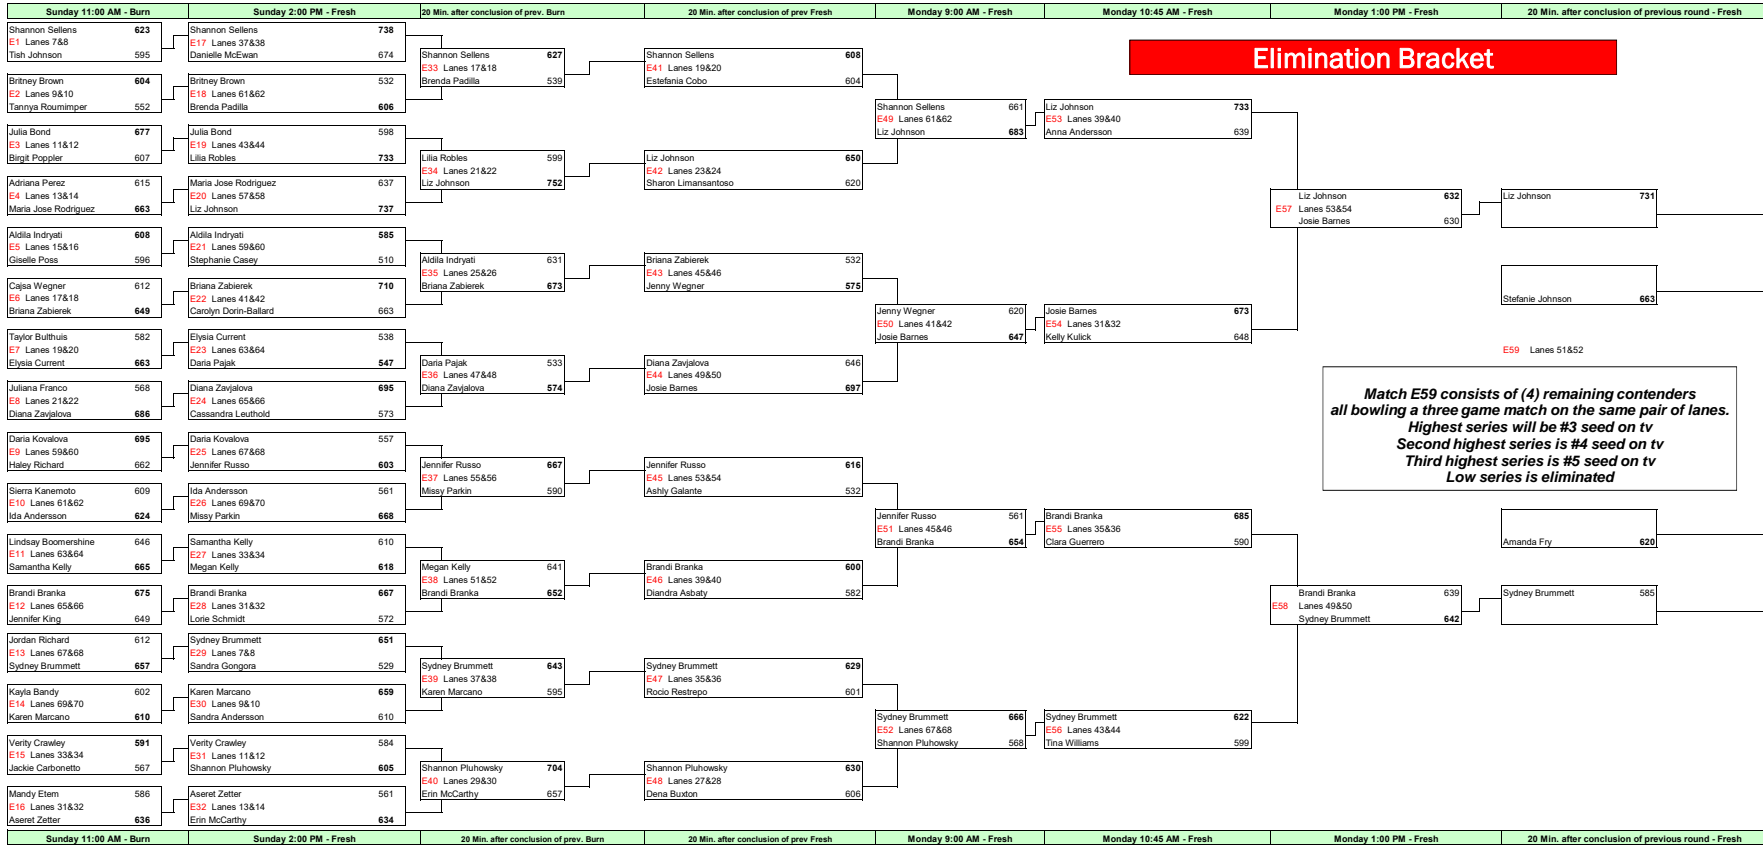 Sunday 11:00 AM - Burn
Sunday 2:00 PM - Fresh
20 Min. after conclusion of prev. Burn
20 Min. after conclusion of prev Fresh
Monday 9:00 AM - Fresh
Monday 10:45 AM - Fresh
Monday 1:00 PM - Fresh
20 Min. after conclusion of previous round - Fresh
Elimination Bracket
Shannon Sellens 623
E1 Lanes 7&8
Tish Johnson 595
Britney Brown 604
E2 Lanes 9&10
Tannya Roumimper 552
Julia Bond 677
E3 Lanes 11&12
Birgit Poppler 607
Adriana Perez 615
E4 Lanes 13&14
Maria Jose Rodriguez 663
Aldila Indryati 608
E5 Lanes 15&16
Giselle Poss 596
Cajsa Wegner 612
E6 Lanes 17&18
Briana Zabierek 649
Taylor Bulthuis 582
E7 Lanes 19&20
Elysia Current 663
Juliana Franco 568
E8 Lanes 21&22
Diana Zavjalova 686
Daria Kovalova 695
E9 Lanes 59&60
Haley Richard 662
Sierra Kanemoto 609
E10 Lanes 61&62
Ida Andersson 624
Lindsay Boomershine 646
E11 Lanes 63&64
Samantha Kelly 665
Brandi Branka 675
E12 Lanes 65&66
Jennifer King 649
Jordan Richard 612
E13 Lanes 67&68
Sydney Brummett 657
Kayla Bandy 602
E14 Lanes 69&70
Karen Marcano 610
Verity Crawley 591
E15 Lanes 33&34
Jackie Carbonetto 567
Mandy Etem 586
E16 Lanes 31&32
Aseret Zetter 636
Shannon Sellens 738
E17 Lanes 37&38
Danielle McEwan 674
Britney Brown 532
E18 Lanes 61&62
Brenda Padilla 606
Julia Bond 598
E19 Lanes 43&44
Lilia Robles 733
Maria Jose Rodriguez 637
E20 Lanes 57&58
Liz Johnson 737
Aldila Indryati 585
E21 Lanes 59&60
Stephanie Casey 510
Briana Zabierek 710
E22 Lanes 41&42
Carolyn Dorin-Ballard 663
Elysia Current 538
E23 Lanes 63&64
Daria Pajak 547
Diana Zavjalova 695
E24 Lanes 65&66
Cassandra Leuthold 573
Daria Kovalova 557
E25 Lanes 67&68
Jennifer Russo 603
Ida Andersson 561
E26 Lanes 69&70
Missy Parkin 668
Samantha Kelly 610
E27 Lanes 33&34
Megan Kelly 618
Brandi Branka 667
E28 Lanes 31&32
Lorie Schmidt 572
Sydney Brummett 651
E29 Lanes 7&8
Sandra Gongora 529
Karen Marcano 659
E30 Lanes 9&10
Sandra Andersson 610
Verity Crawley 584
E31 Lanes 11&12
Shannon Pluhowsky 605
Aseret Zetter 561
E32 Lanes 13&14
Erin McCarthy 634
Shannon Sellens 627
E33 Lanes 17&18
Brenda Padilla 539
Lilia Robles 599
E34 Lanes 21&22
Liz Johnson 752
Aldila Indryati 631
E35 Lanes 25&26
Briana Zabierek 673
Daria Pajak 533
E36 Lanes 47&48
Diana Zavjalova 574
Jennifer Russo 667
E37 Lanes 55&56
Missy Parkin 590
Megan Kelly 641
E38 Lanes 51&52
Brandi Branka 652
Sydney Brummett 643
E39 Lanes 37&38
Karen Marcano 595
Shannon Pluhowsky 704
E40 Lanes 29&30
Erin McCarthy 657
Shannon Sellens 608
E41 Lanes 19&20
Estefania Cobo 604
Liz Johnson 650
E42 Lanes 23&24
Sharon Limansantoso 620
Briana Zabierek 532
E43 Lanes 45&46
Jenny Wegner 575
Diana Zavjalova 646
E44 Lanes 49&50
Josie Barnes 697
Jennifer Russo 616
E45 Lanes 53&54
Ashly Galante 532
Brandi Branka 600
E46 Lanes 39&40
Diandra Asbaty 582
Sydney Brummett 629
E47 Lanes 35&36
Rocio Restrepo 601
Shannon Pluhowsky 630
E48 Lanes 27&28
Dena Buxton 606
Shannon Sellens 661
E49 Lanes 61&62
Liz Johnson 683
Jenny Wegner 620
E50 Lanes 41&42
Josie Barnes 647
Jennifer Russo 561
E51 Lanes 45&46
Brandi Branka 654
Sydney Brummett 666
E52 Lanes 67&68
Shannon Pluhowsky 568
Liz Johnson 733
E53 Lanes 39&40
Anna Andersson 639
Josie Barnes 673
E54 Lanes 31&32
Kelly Kulick 648
Brandi Branka 685
E55 Lanes 35&36
Clara Guerrero 590
Sydney Brummett 622
E56 Lanes 43&44
Tina Williams 599
Liz Johnson 632
E57 Lanes 53&54
Josie Barnes 630
Brandi Branka 639
E58 Lanes 49&50
Sydney Brummett 642
Liz Johnson 731
Stefanie Johnson 663
E59 Lanes 51&52
Match E59 consists of (4) remaining contenders
all bowling a three game match on the same pair of lanes.
Highest series will be #3 seed on tv
Second highest series is #4 seed on tv
Third highest series is #5 seed on tv
Low series is eliminated
Amanda Fry 620
Sydney Brummett 585
Sunday 11:00 AM - Burn
Sunday 2:00 PM - Fresh
20 Min. after conclusion of prev. Burn
20 Min. after conclusion of prev Fresh
Monday 9:00 AM - Fresh
Monday 10:45 AM - Fresh
Monday 1:00 PM - Fresh
20 Min. after conclusion of previous round - Fresh